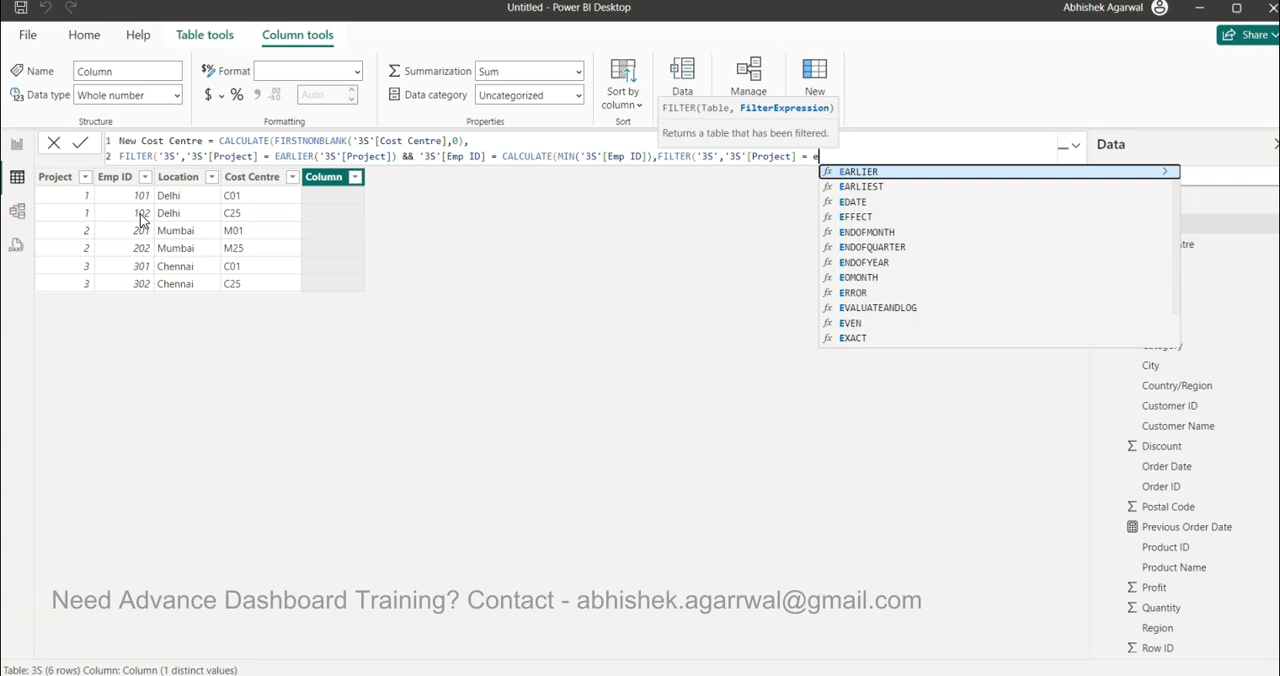 Untitled - Power BI Desktop
Abhishek Agarwal
File
Home
Help
Table tools
Column tools
Share
Name
Column
Format
Summarization
Sum
Data type
Whole number
$
%
Auto
Data category
Uncategorized
Sort by
column
Data
Manage
New
Structure
Formatting
Properties
Sort
FILTER(Table, FilterExpression)
Returns a table that has been filtered.
1 New Cost Centre = CALCULATE(FIRSTNONBLANK('3S'[Cost Centre],0),
2 FILTER('3S','3S'[Project] = EARLIER('3S'[Project]) && '3S'[Emp ID] = CALCULATE(MIN('3S'[Emp ID]),FILTER('3S','3S'[Project] = e
Data
Project Emp ID Location Cost Centre Column
1 101 Delhi C01
1 102 Delhi C25
2 201 Mumbai M01
2 202 Mumbai M25
3 301 Chennai C01
3 302 Chennai C25
EARLIER
EARLIEST
EDATE
EFFECT
ENDOFMONTH
ENDOFQUARTER
ENDOFYEAR
EOMONTH
ERROR
EVALUATEANDLOG
EVEN
EXACT
City
Country/Region
Customer ID
Customer Name
Discount
Order Date
Order ID
Postal Code
Previous Order Date
Product ID
Product Name
Profit
Quantity
Region
Row ID
Need Advance Dashboard Training? Contact - abhishek.agarrwal@gmail.com
Table: 3S (6 rows) Column: Column (1 distinct values)